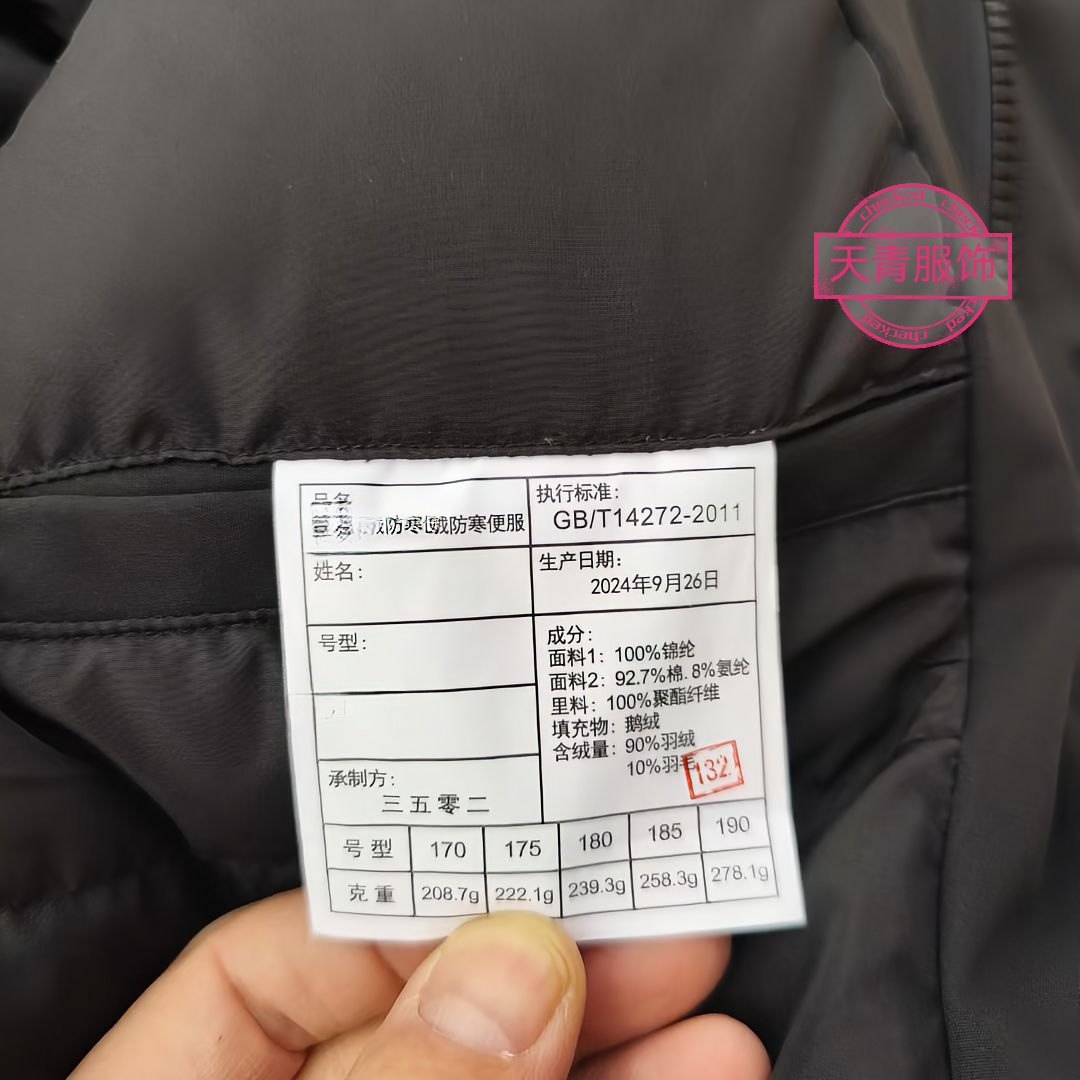 checked check
天青服饰
checked checked
品名
防寒便服
执行标准：
GB/T14272-2011
姓名：
生产日期：
2024年9月26日
号型：
成分：
面料1：100%锦纶
面料2：92.7%棉.8%氨纶
里料：100%聚酯纤维
填充物：鹅绒
含绒量：90%羽绒
10%羽毛
132
承制方：
三五零二
号型 170 175 180 185 190
克重 208.7g 222.1g 239.3g 258.3g 278.1g